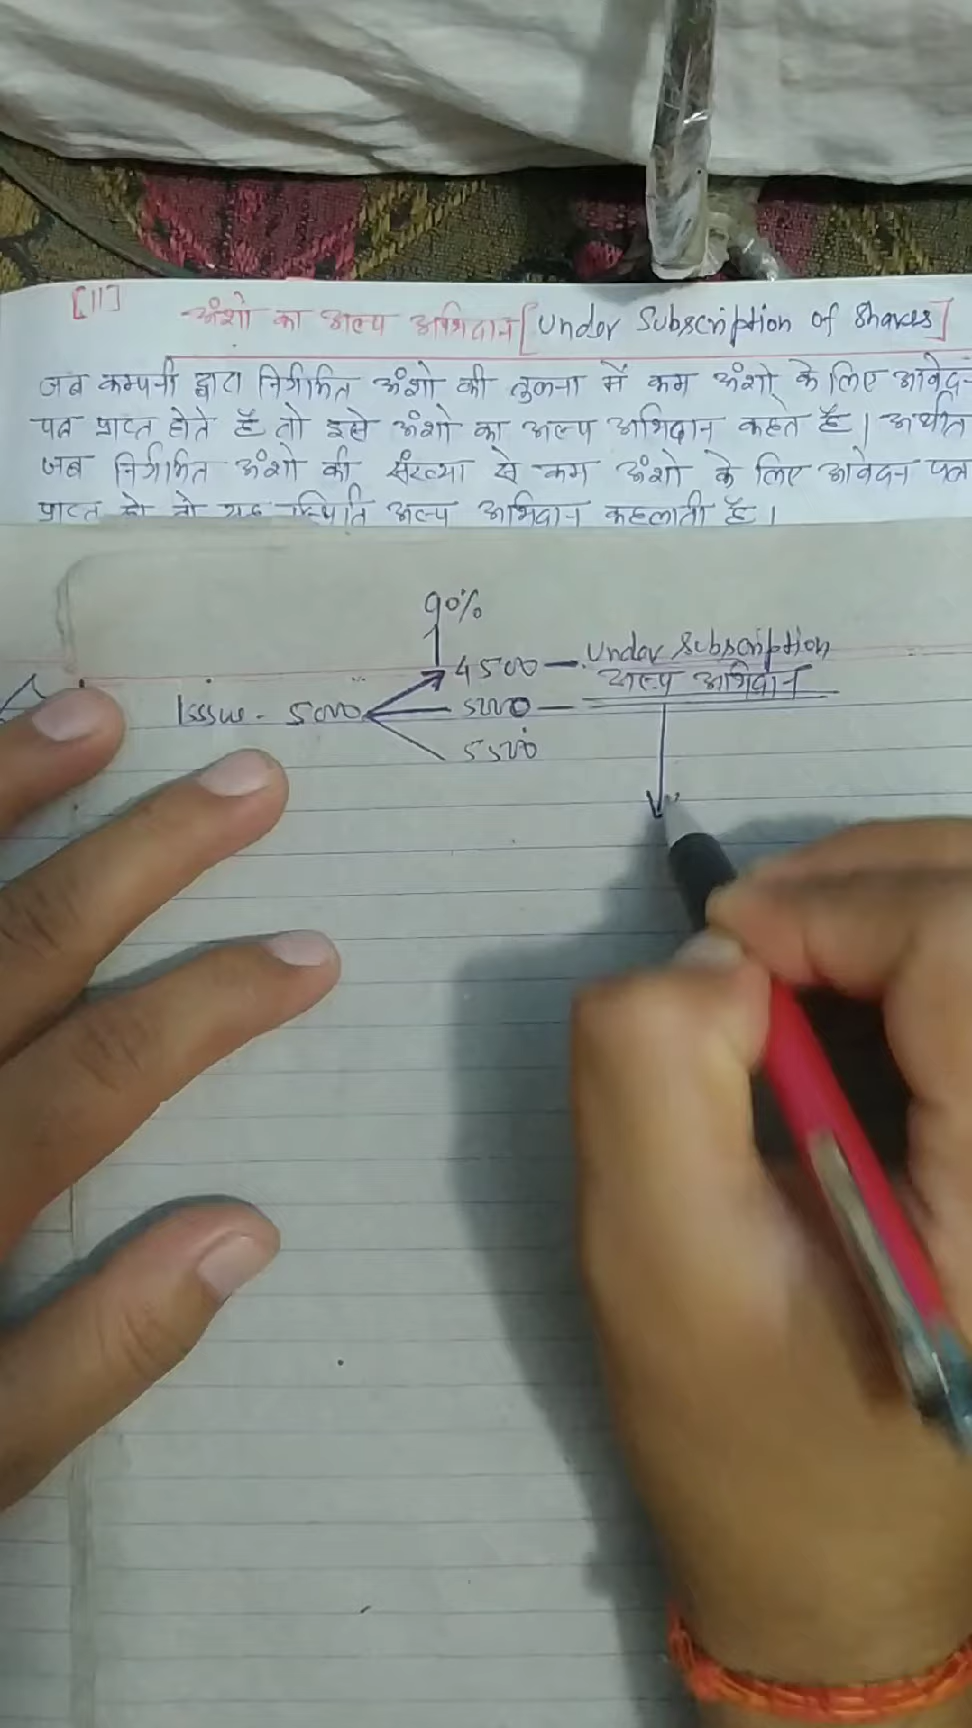 [11]
अंशो का अल्प अभिदान [Under Subscription of Shares]
जब कम्पनी द्वारा निर्गमित अंशो की तुलना में कम अंशो के लिए आवेदन
पत्र प्राप्त होते हैं तो इसे अंशो का अल्प अभिदान कहते हैं। अर्थात
जब निर्गमित अंशो की संख्या से कम अंशो के लिए आवेदन पत्र
प्राप्त हो तो यह स्थिति अल्प अभिदान कहलाती है।
90%
4500 — Under Subscription
अल्प अभिदान
Issue - 5000
5000 —
5500